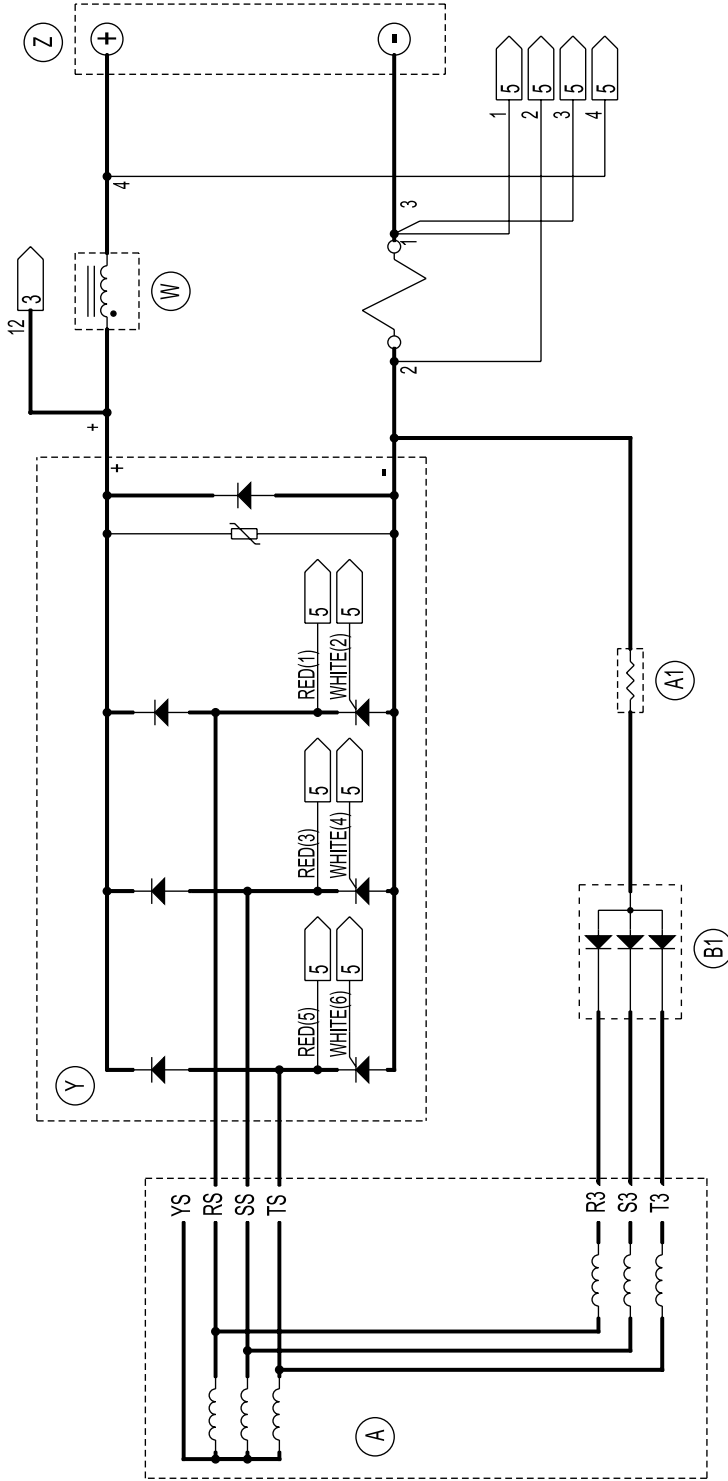 Z
+
-
12
3
4
W
3
1
2
1
5
2
5
3
5
4
5
+
+
-
Y
RED(1)
5
WHITE(2)
5
RED(3)
5
WHITE(4)
5
RED(5)
5
WHITE(6)
5
A1
B1
YS
RS
SS
TS
R3
S3
T3
A